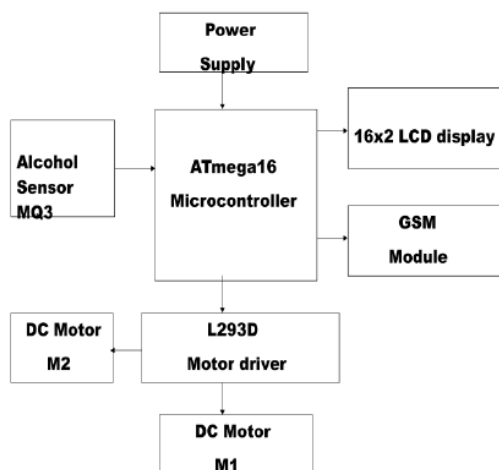 Power
Supply
16x2 LCD display
Alcohol
Sensor
MQ3
ATmega16
Microcontroller
GSM
Module
DC Motor
M2
L293D
Motor driver
DC Motor
M1